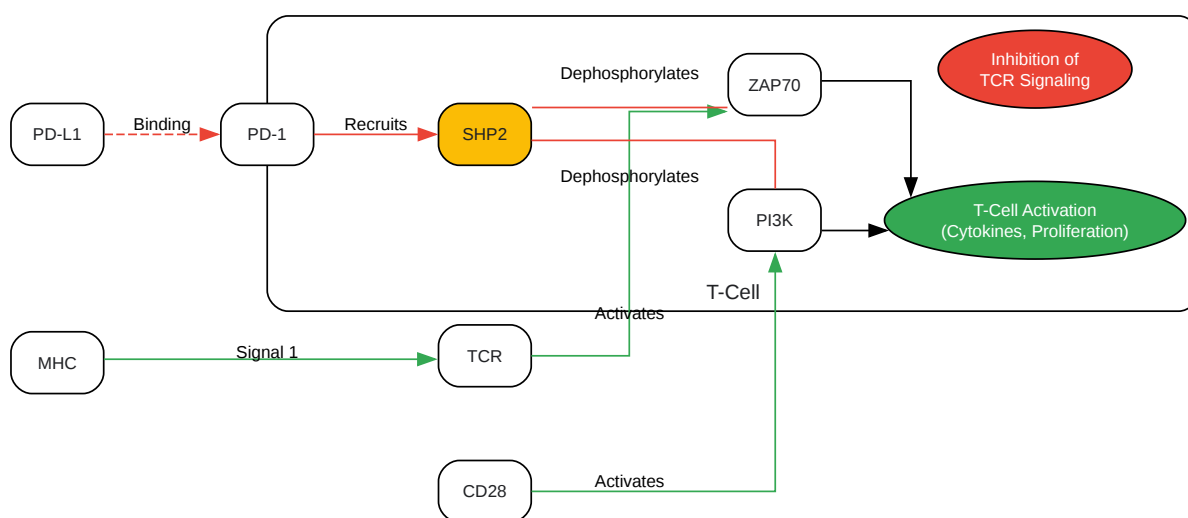 Inhibition of
TCR Signaling
Dephosphorylates
ZAP70
PD-L1
Binding
PD-1
Recruits
SHP2
Dephosphorylates
PI3K
T-Cell Activation
(Cytokines, Proliferation)
T-Cell
Activates
MHC
Signal 1
TCR
CD28
Activates